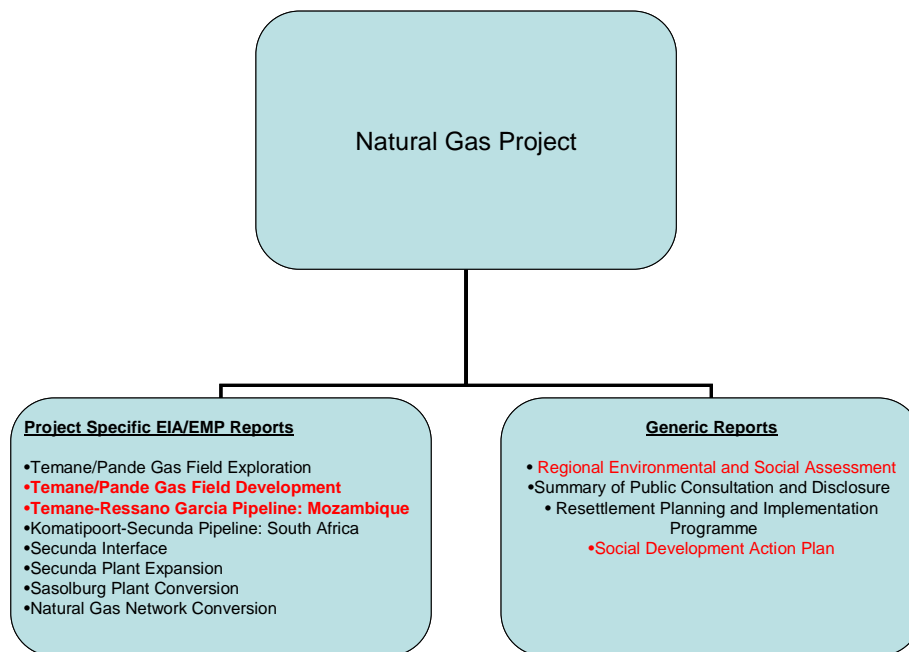 Natural Gas Project
Project Specific EIA/EMP Reports
•Temane/Pande Gas Field Exploration
•Temane/Pande Gas Field Development
•Temane-Ressano Garcia Pipeline: Mozambique
•Komatipoort-Secunda Pipeline: South Africa
•Secunda Interface
•Secunda Plant Expansion
•Sasolburg Plant Conversion
•Natural Gas Network Conversion
Generic Reports
• Regional Environmental and Social Assessment
•Summary of Public Consultation and Disclosure
• Resettlement Planning and Implementation
Programme
•Social Development Action Plan